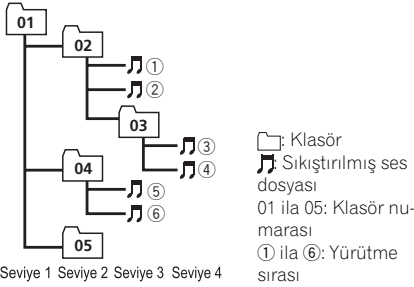 01
02
①
②
03
③
④
04
⑤
⑥
05
Seviye 1 Seviye 2 Seviye 3 Seviye 4
: Klasör
: Sıkıştırılmış ses
dosyası
01 ila 05: Klasör nu-
marası
① ila ⑥: Yürütme
sırası